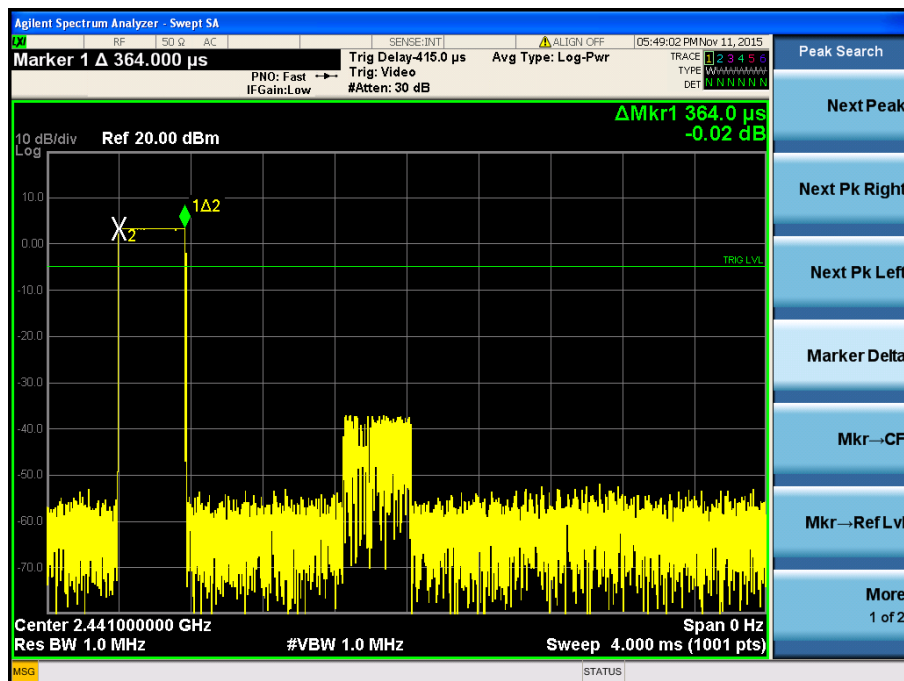 Agilent Spectrum Analyzer - Swept SA
LXI RF 50 Ω AC SENSE:INT ALIGN OFF 05:49:02 PM Nov 11, 2015
Marker 1 Δ 364.000 µs
Trig Delay-415.0 µs Avg Type: Log-Pwr TRACE 1 2 3 4 5 6
PNO: Fast Trig: Video TYPE WWWWWW
IFGain:Low #Atten: 30 dB DET N N N N N N
Peak Search
ΔMkr1 364.0 µs
-0.02 dB
10 dB/div Ref 20.00 dBm
Log
10.0
0.00
-10.0
-20.0
-30.0
-40.0
-50.0
-60.0
-70.0
1Δ2
X2
TRIG LVL
Center 2.441000000 GHz Span 0 Hz
Res BW 1.0 MHz #VBW 1.0 MHz Sweep 4.000 ms (1001 pts)
Next Peak
Next Pk Right
Next Pk Left
Marker Delta
Mkr→CF
Mkr→Ref Lvl
More
1 of 2
MSG STATUS